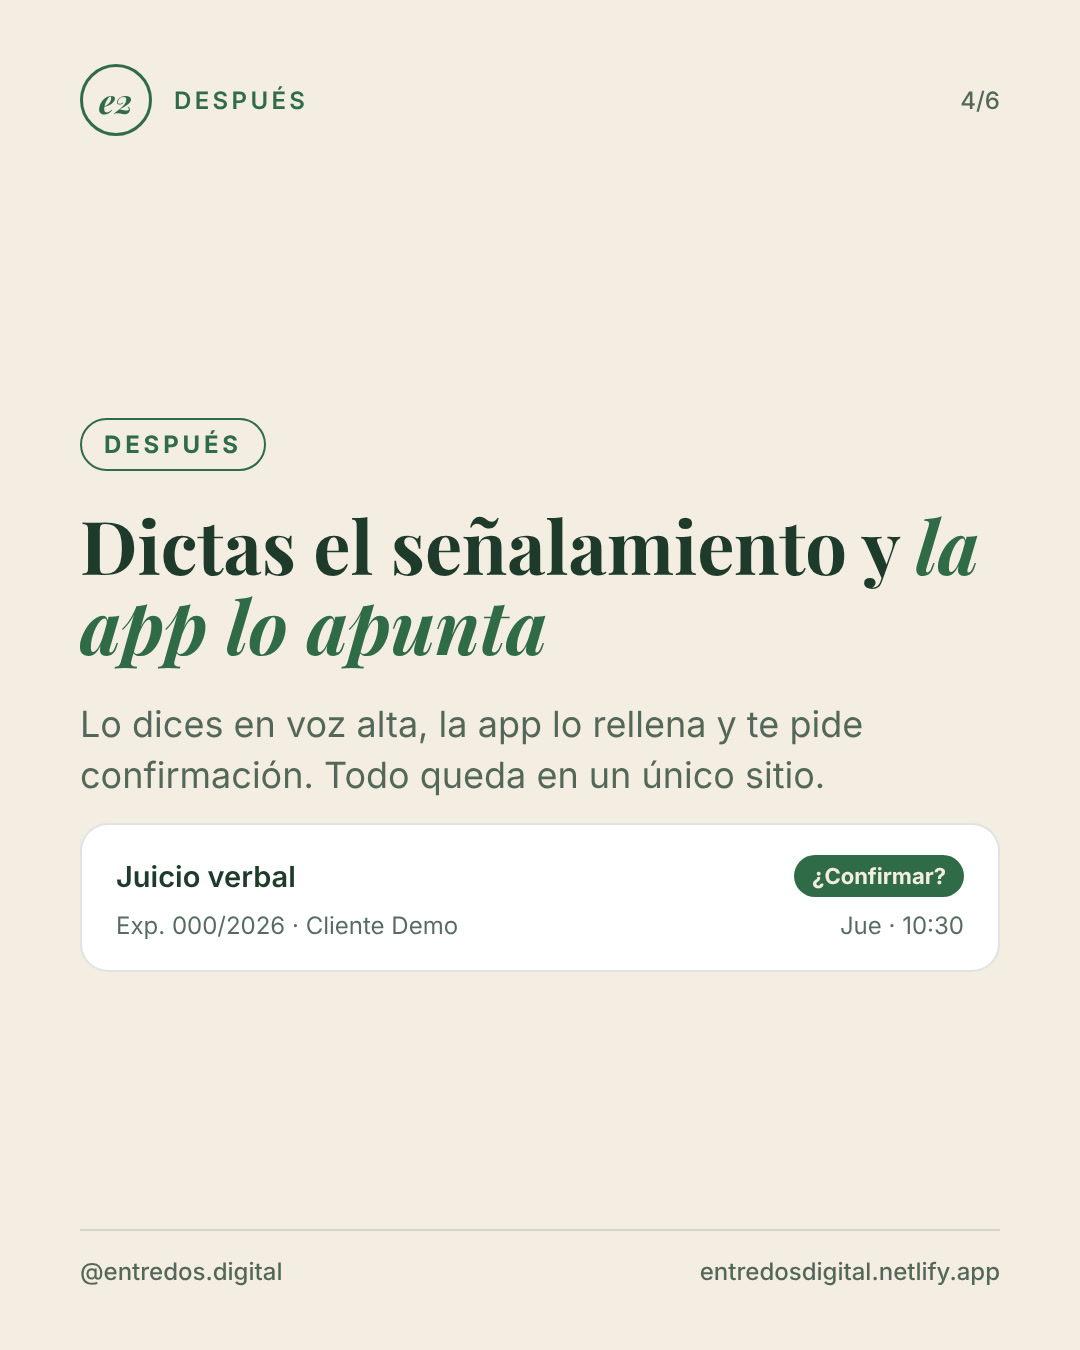 e2 DESPUÉS 4/6
DESPUÉS
Dictas el señalamiento y la
app lo apunta
Lo dices en voz alta, la app lo rellena y te pide
confirmación. Todo queda en un único sitio.
Juicio verbal ¿Confirmar?
Exp. 000/2026 · Cliente Demo Jue · 10:30
@entredos.digital entredosdigital.netlify.app